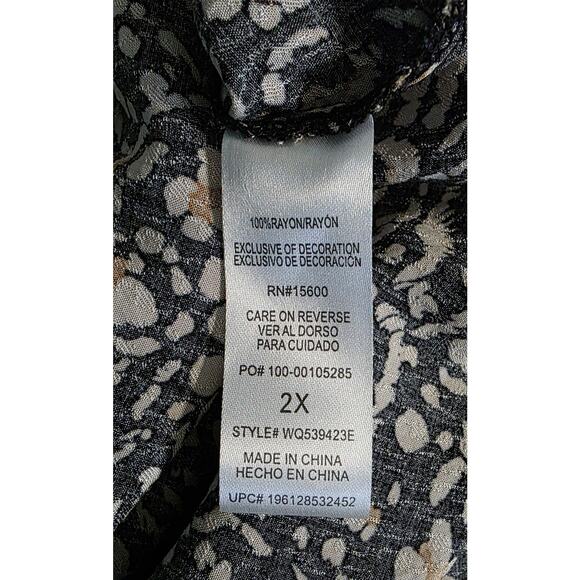 100%RAYON/RAYÓN
EXCLUSIVE OF DECORATION
EXCLUSIVO DE DECORACIÓN
RN#15600
CARE ON REVERSE
VER AL DORSO
PARA CUIDADO
PO# 100-00105285
2X
STYLE# WQ539423E
MADE IN CHINA
HECHO EN CHINA
UPC# 196128532452